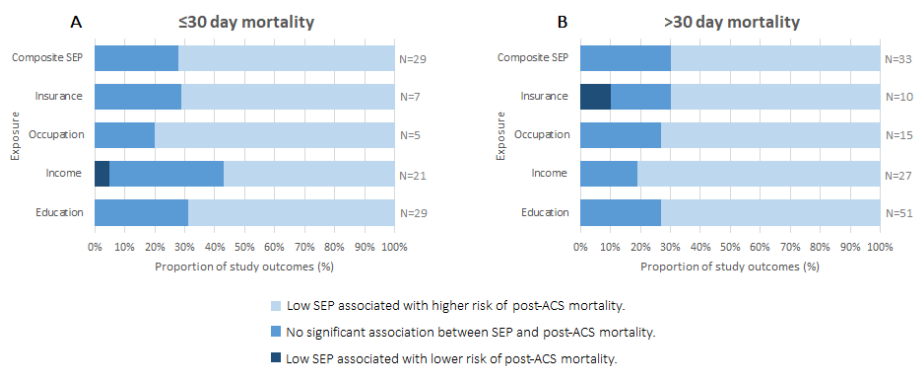 A
≤30 day mortality
Exposure
Composite SEP
N=29
Insurance
N=7
Occupation
N=5
Income
N=21
Education
N=29
0% 10% 20% 30% 40% 50% 60% 70% 80% 90% 100%
Proportion of study outcomes (%)
B
>30 day mortality
Exposure
Composite SEP
N=33
Insurance
N=10
Occupation
N=15
Income
N=27
Education
N=51
0% 10% 20% 30% 40% 50% 60% 70% 80% 90% 100%
Proportion of study outcomes (%)
Low SEP associated with higher risk of post-ACS mortality.
No significant association between SEP and post-ACS mortality.
Low SEP associated with lower risk of post-ACS mortality.